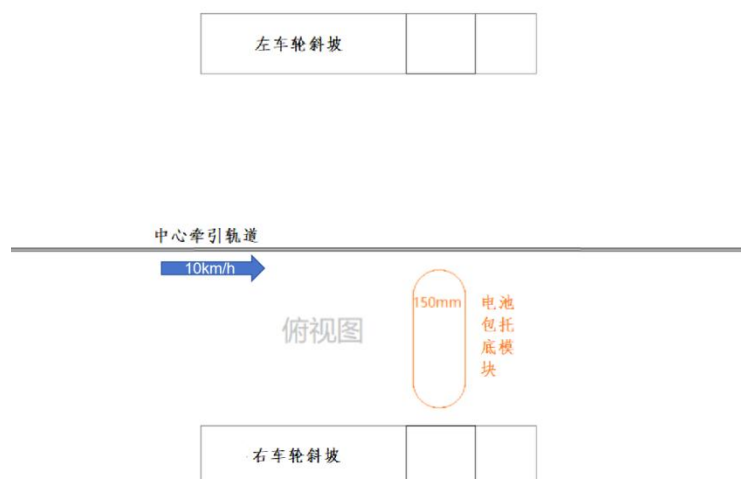 左车轮斜坡
中心牵引轨道
10km/h
150mm
电池
包托
底模
块
俯视图
右车轮斜坡